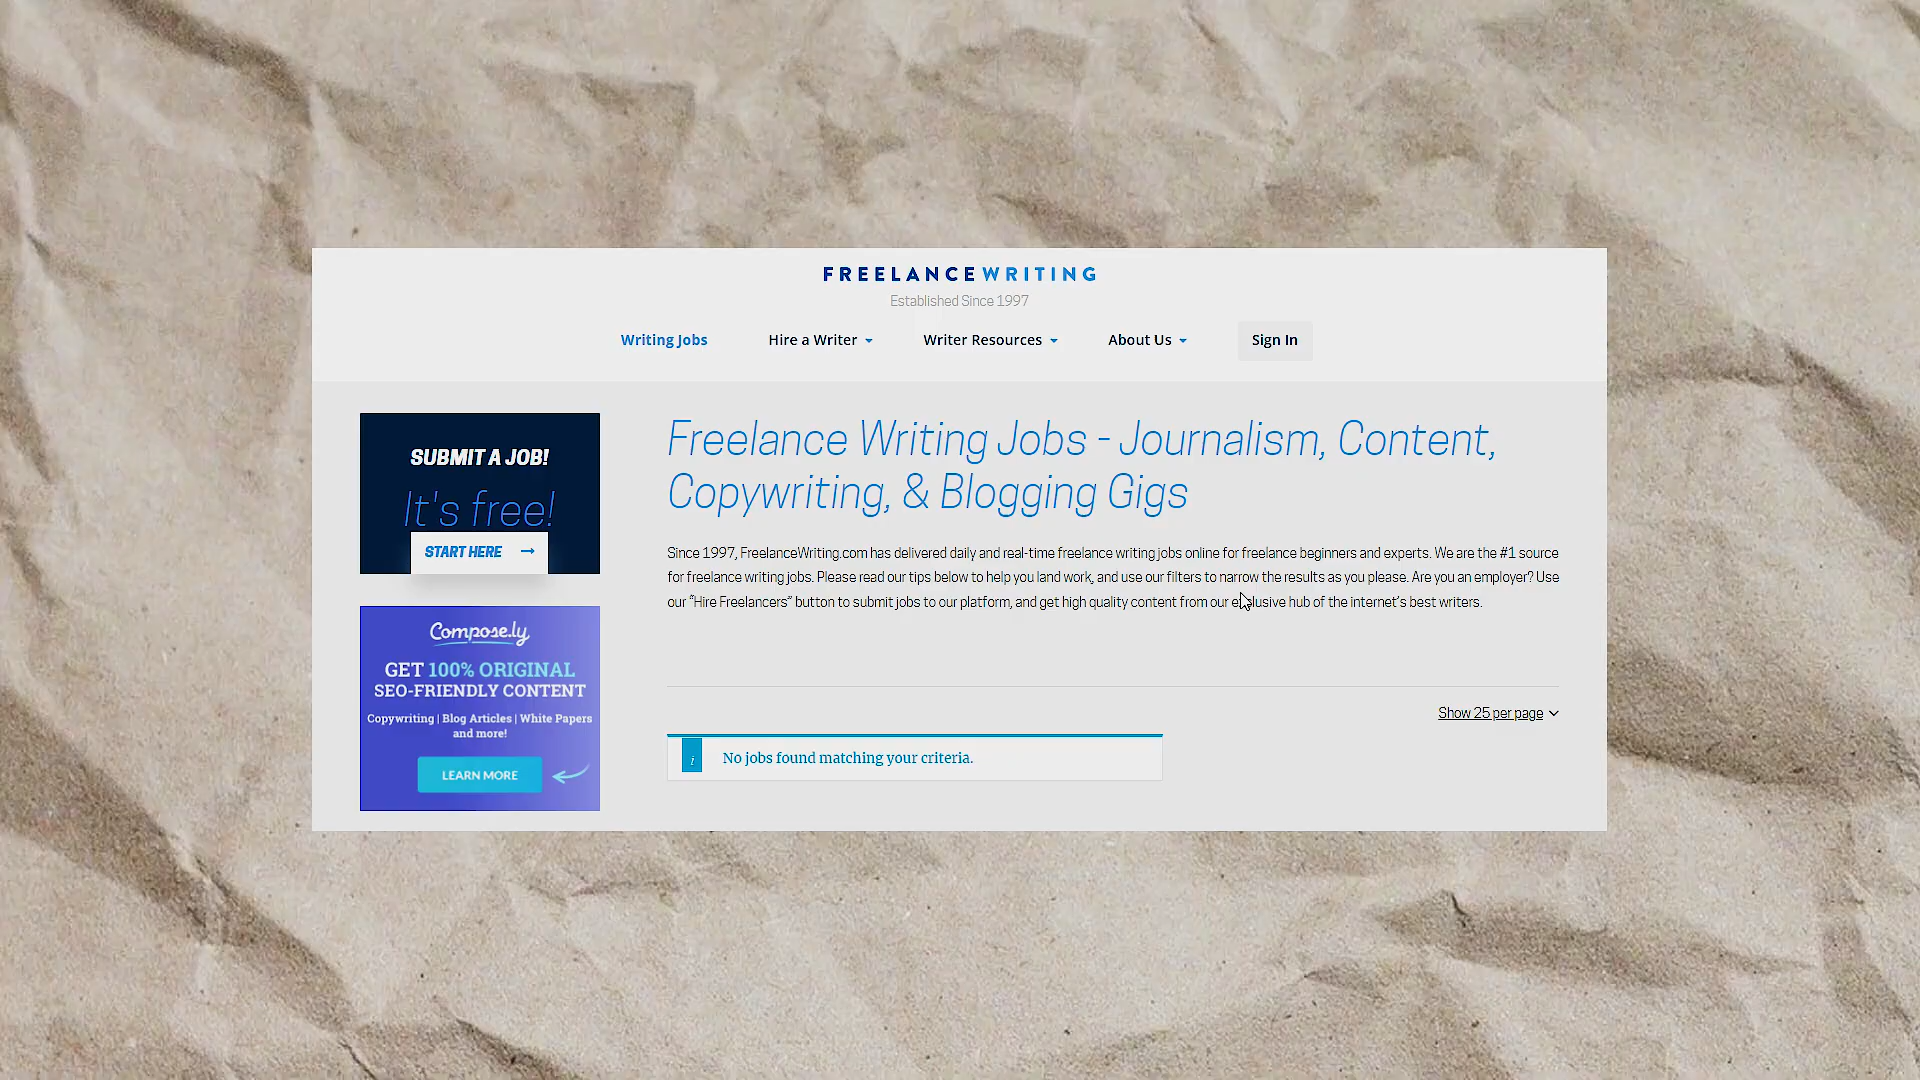 FREELANCEWRITING
Established Since 1997
Writing Jobs Hire a Writer Writer Resources About Us Sign In
SUBMIT A JOB!
It's free!
START HERE
Compose.ly
GET 100% ORIGINAL
SEO-FRIENDLY CONTENT
Copywriting | Blog Articles | White Papers
and more!
LEARN MORE
Freelance Writing Jobs - Journalism, Content,
Copywriting, & Blogging Gigs
Since 1997, FreelanceWriting.com has delivered daily and real-time freelance writing jobs online for freelance beginners and experts. We are the #1 source
for freelance writing jobs. Please read our tips below to help you land work, and use our filters to narrow the results as you please. Are you an employer? Use
our “Hire Freelancers” button to submit jobs to our platform, and get high quality content from our exclusive hub of the internet’s best writers.
Show 25 per page
i No jobs found matching your criteria.